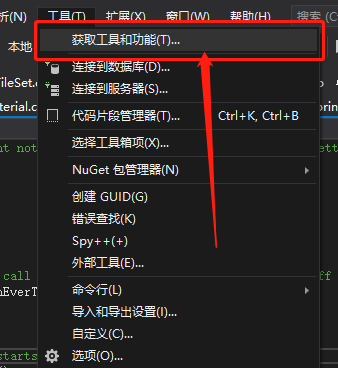 析(N) 工具(T) 扩展(X) 窗口(W) 帮助(H) 搜索 (C
本地
获取工具和功能(T)...
ileSet.c
连接到数据库(D)...
连接到服务器(S)...
terial.c
代码片段管理器(T)... Ctrl+K, Ctrl+B
orin
选择工具箱项(X)...
nt not
ett
NuGet 包管理器(N)
创建 GUID(G)
错误查找(K)
Spy++(+)
外部工具(E)...
call
ff
nEverT
命令行(L)
导入和导出设置(I)...
自定义(C)...
starts
选项(O)...